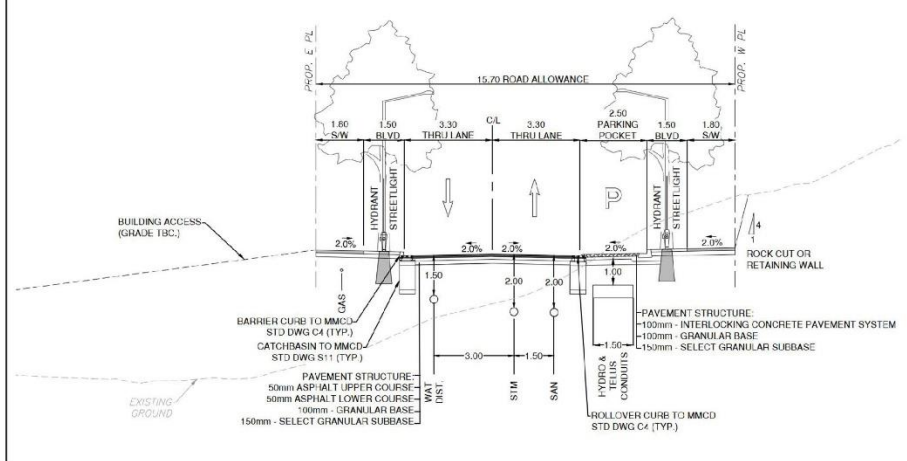 PROP. E PL
PROP. W PL
15.70 ROAD ALLOWANCE
1.80
S/W
1.50
BLVD
3.30
THRU LANE
C/L
3.30
THRU LANE
2.50
PARKING
POCKET
1.50
BLVD
1.80
S/W
HYDRANT
STREETLIGHT
P
HYDRANT
STREETLIGHT
4
1
BUILDING ACCESS
(GRADE TBC.)
2.0%
2.0%
2.0%
2.0%
2.0%
ROCK CUT OR
RETAINING WALL
GAS
1.50
2.00
2.00
1.00
BARRIER CURB TO MMCD
STD DWG C4 (TYP.)
CATCHBASIN TO MMCD
STD DWG S11 (TYP.)
3.00
1.50
1.50
PAVEMENT STRUCTURE:
100mm - INTERLOCKING CONCRETE PAVEMENT SYSTEM
100mm - GRANULAR BASE
150mm - SELECT GRANULAR SUBBASE
PAVEMENT STRUCTURE:
50mm ASPHALT UPPER COURSE
50mm ASPHALT LOWER COURSE
100mm - GRANULAR BASE
150mm - SELECT GRANULAR SUBBASE
WAT
DIST.
STM
SAN
HYDRO &
TELUS
CONDUITS
EXISTING
GROUND
ROLLOVER CURB TO MMCD
STD DWG C4 (TYP.)